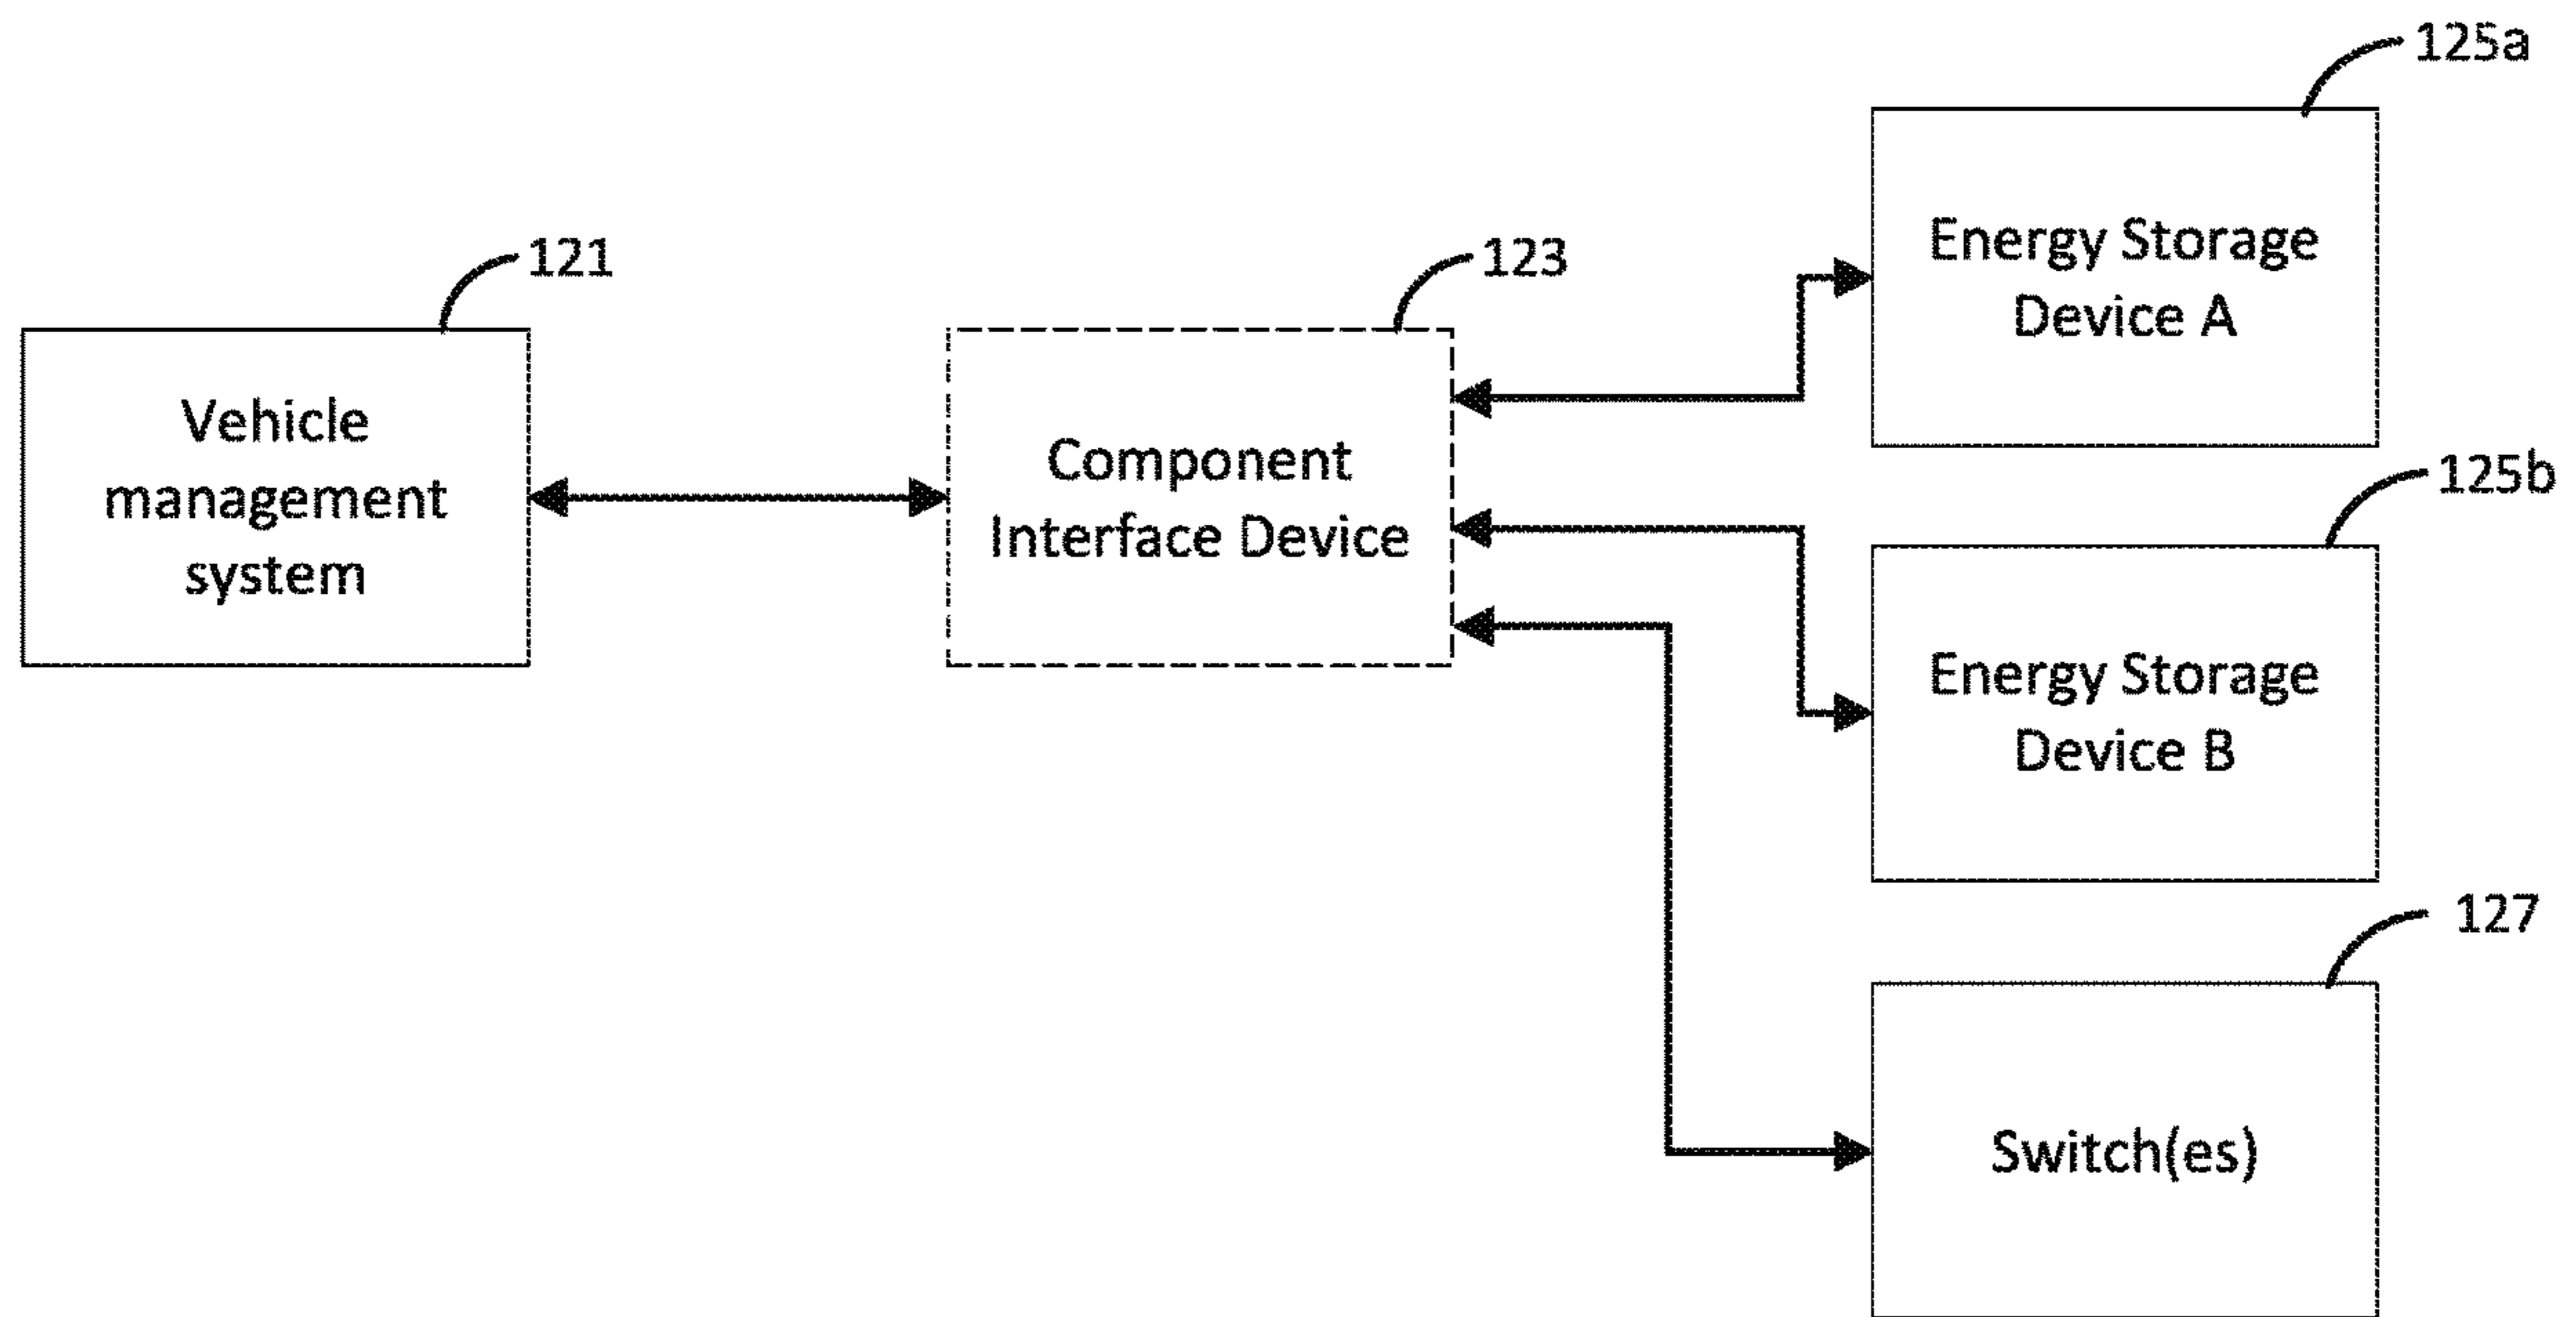 125a
Energy Storage
Device A
121
Vehicle
management
system
123
Component
Interface Device
125b
Energy Storage
Device B
127
Switch(es)